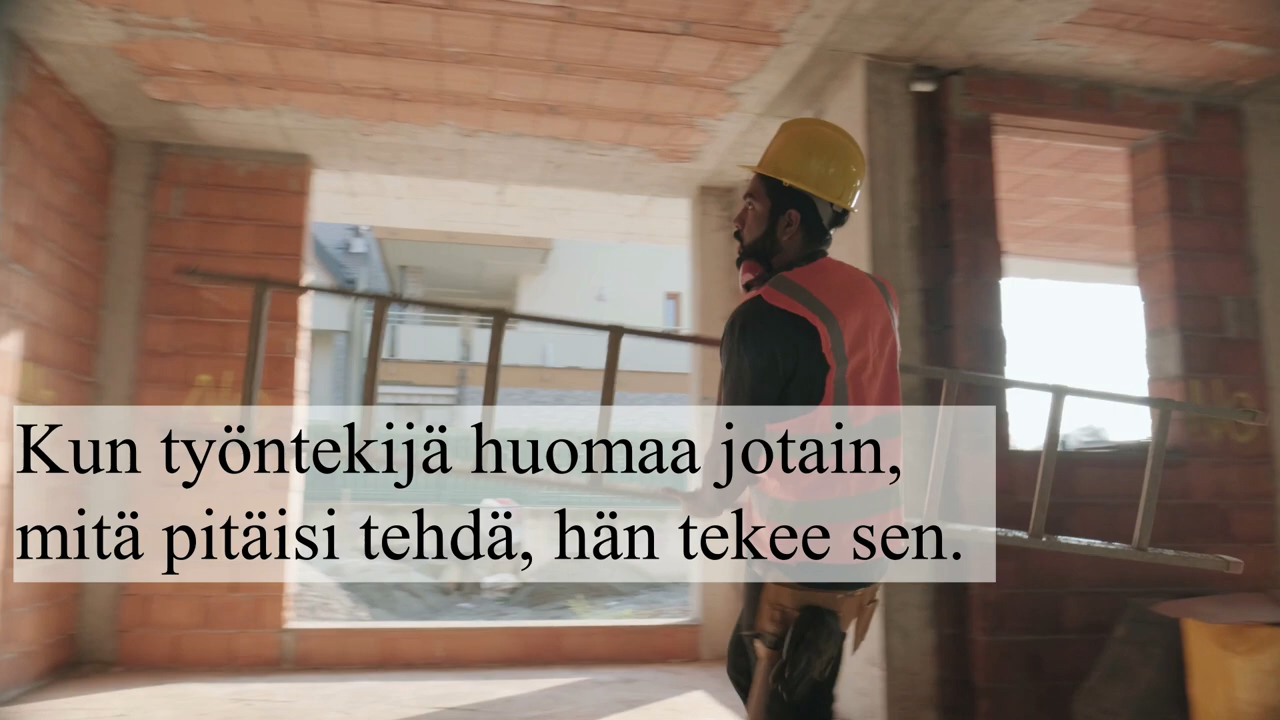 Kun työntekijä huomaa jotain,
mitä pitäisi tehdä, hän tekee sen.